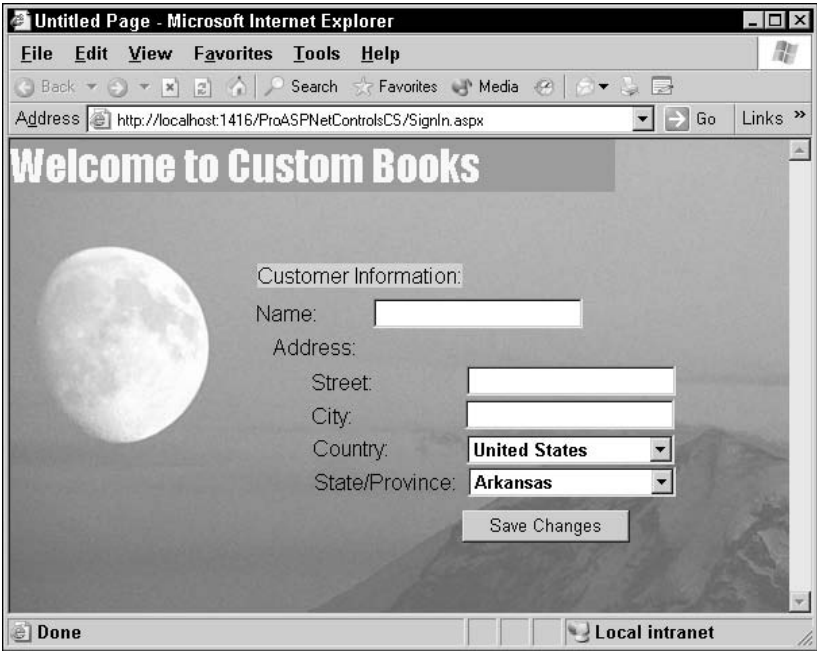 Untitled Page - Microsoft Internet Explorer
File Edit View Favorites Tools Help
Back Search Favorites Media
Address http://localhost:1416/ProASPNetControlsCS/SignIn.aspx Go Links »
Welcome to Custom Books
Customer Information:
Name:
Address:
Street:
City:
Country: United States
State/Province: Arkansas
Save Changes
Done Local intranet